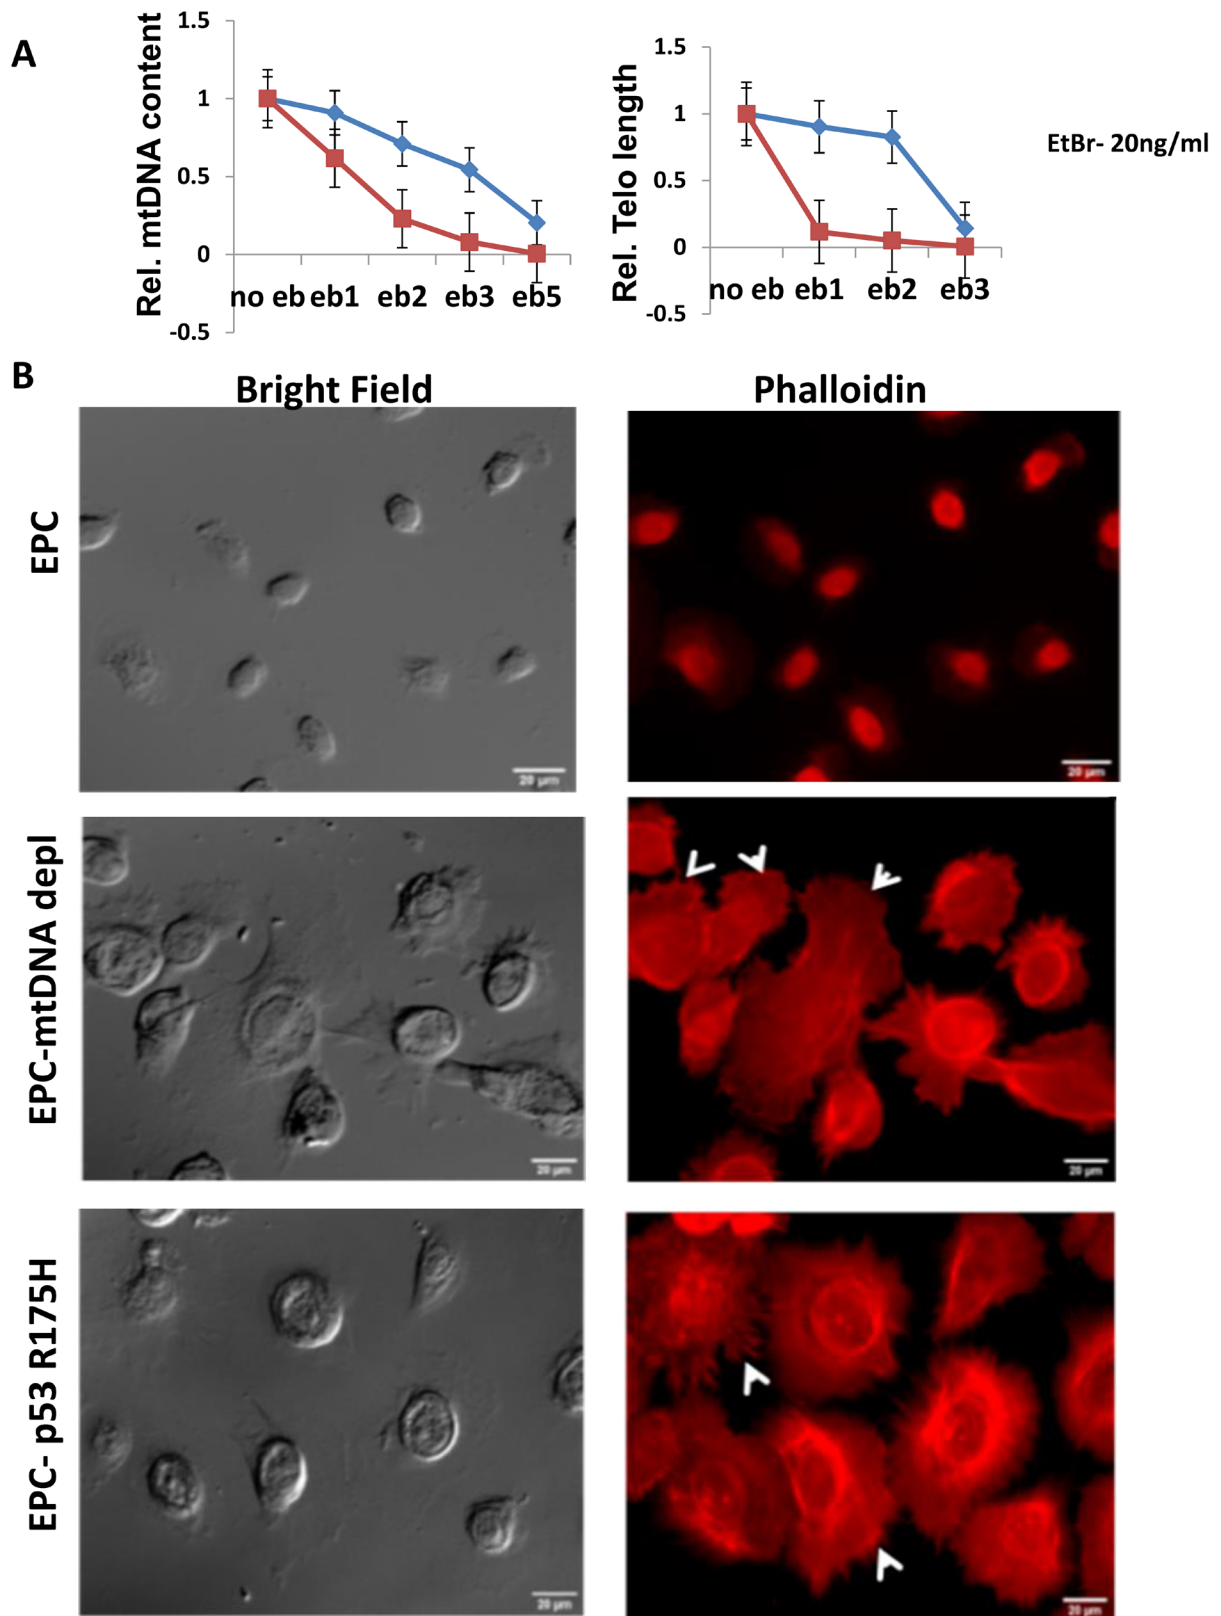 A
Rel. mtDNA content
1.5
1
0.5
0
-0.5
no eb eb1 eb2 eb3 eb5
Rel. Telo length
1.5
1
0.5
0
-0.5
no eb eb1 eb2 eb3
EtBr- 20ng/ml
B
Bright Field
Phalloidin
EPC
20 µm
20 µm
EPC-mtDNA depl
20 µm
20 µm
EPC- p53 R175H
20 µm
20 µm